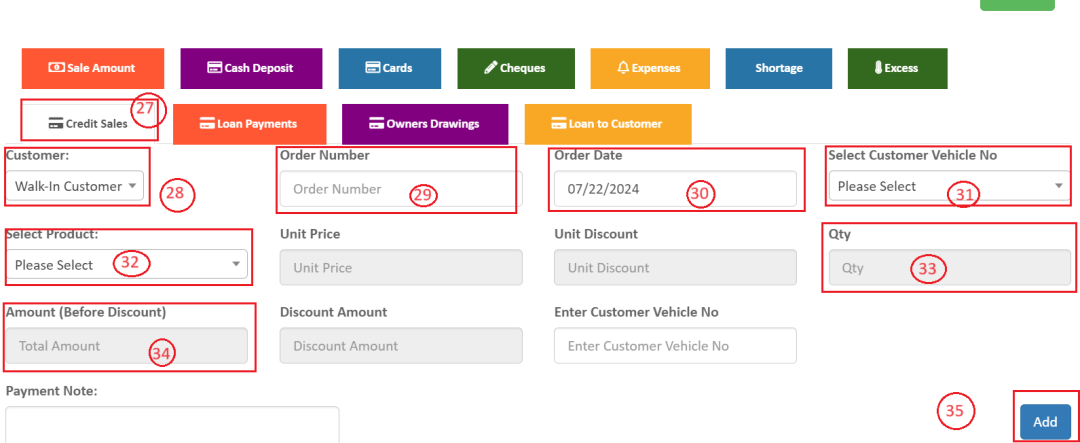 Sale Amount Cash Deposit Cards Cheques Expenses Shortage Excess
Credit Sales 27 Loan Payments Owners Drawings Loan to Customer
Customer: Order Number Order Date Select Customer Vehicle No
Walk-In Customer 28 Order Number 29 07/22/2024 30 Please Select 31
Select Product: Unit Price Unit Discount Qty
Please Select 32 Unit Price Unit Discount Qty 33
Amount (Before Discount) Discount Amount Enter Customer Vehicle No
Total Amount 34 Discount Amount Enter Customer Vehicle No
Payment Note:
35 Add